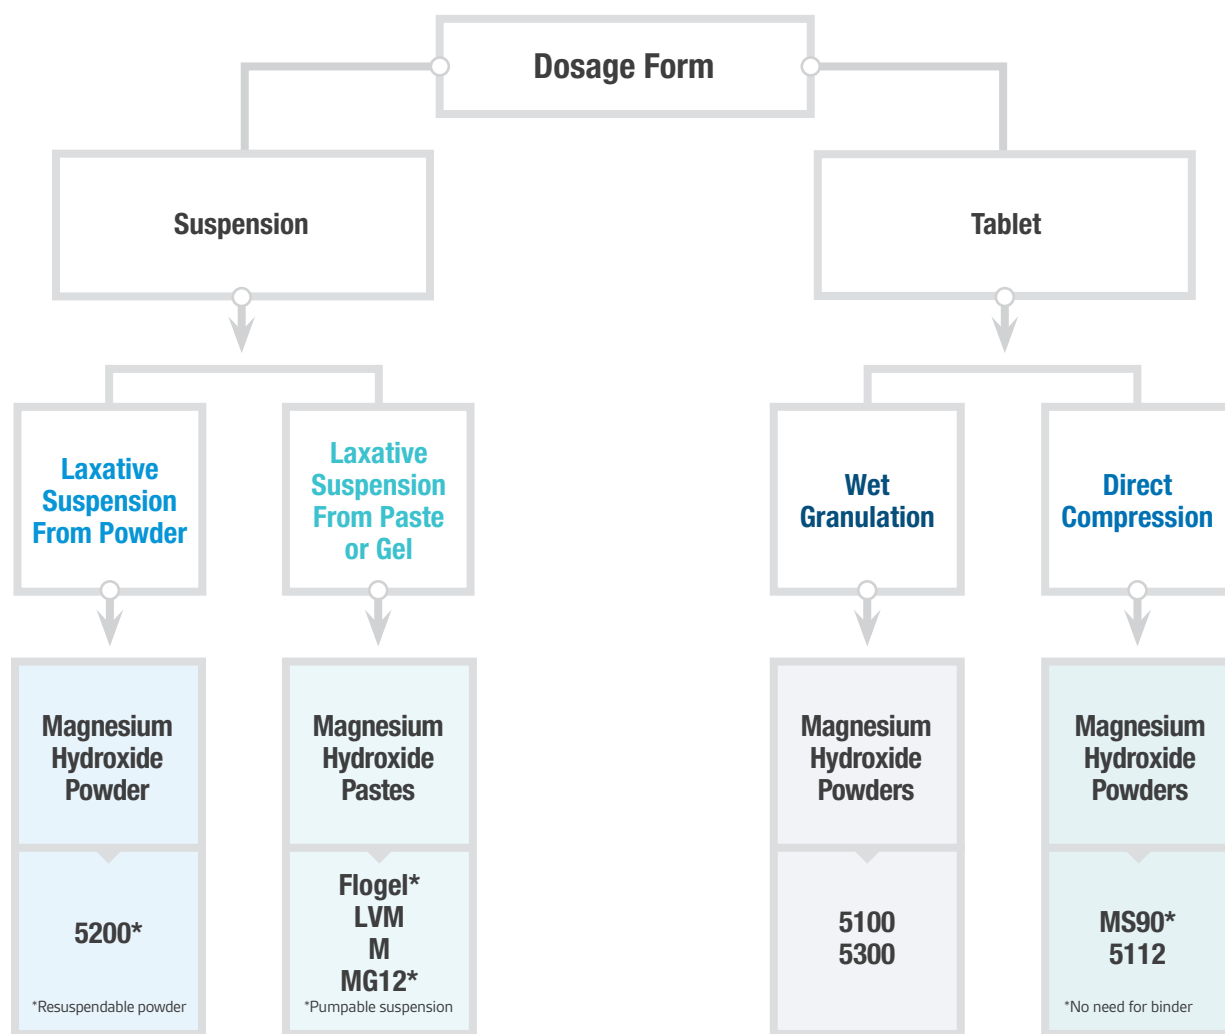 Dosage Form
Suspension
Tablet
Laxative
Suspension
From Powder
Laxative
Suspension
From Paste
or Gel
Wet
Granulation
Direct
Compression
Magnesium
Hydroxide
Powder
Magnesium
Hydroxide
Pastes
Magnesium
Hydroxide
Powders
Magnesium
Hydroxide
Powders
5200*
*Resuspendable powder
Flogel*
LVM
M
MG12*
*Pumpable suspension
5100
5300
MS90*
5112
*No need for binder